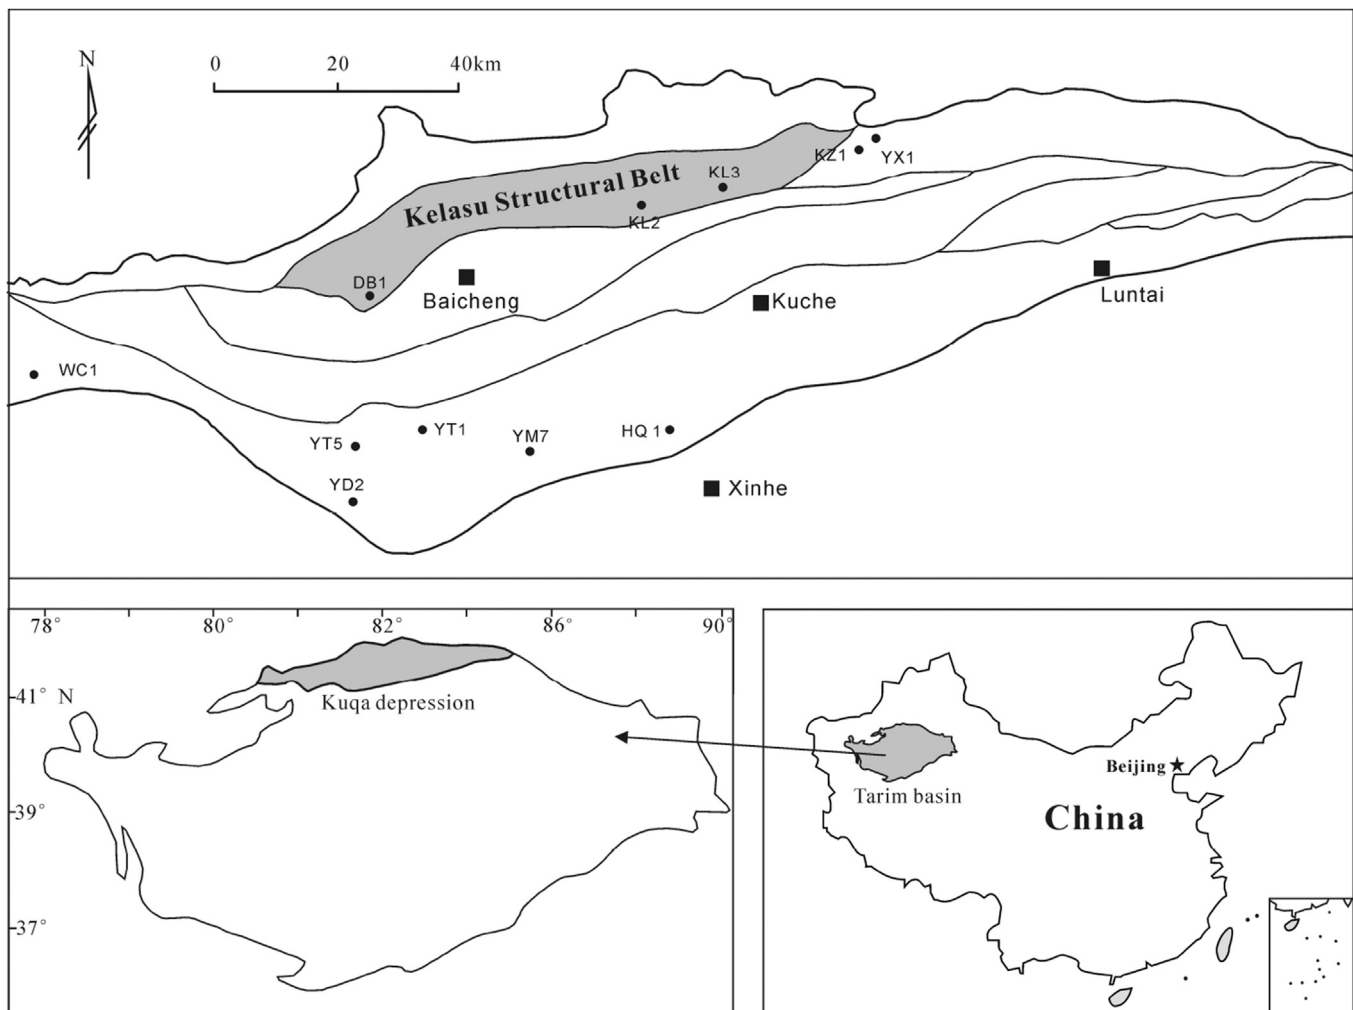 N
0 20 40km
KZ1
YX1
KL3
Kelasu Structural Belt
KL2
DB1
Baicheng
Kuche
Luntai
WC1
YT5
YT1
YM7
HQ 1
YD2
Xinhe
78° 80° 82° 86° 90°
41° N
Kuqa depression
39°
37°
Beijing
Tarim basin
China